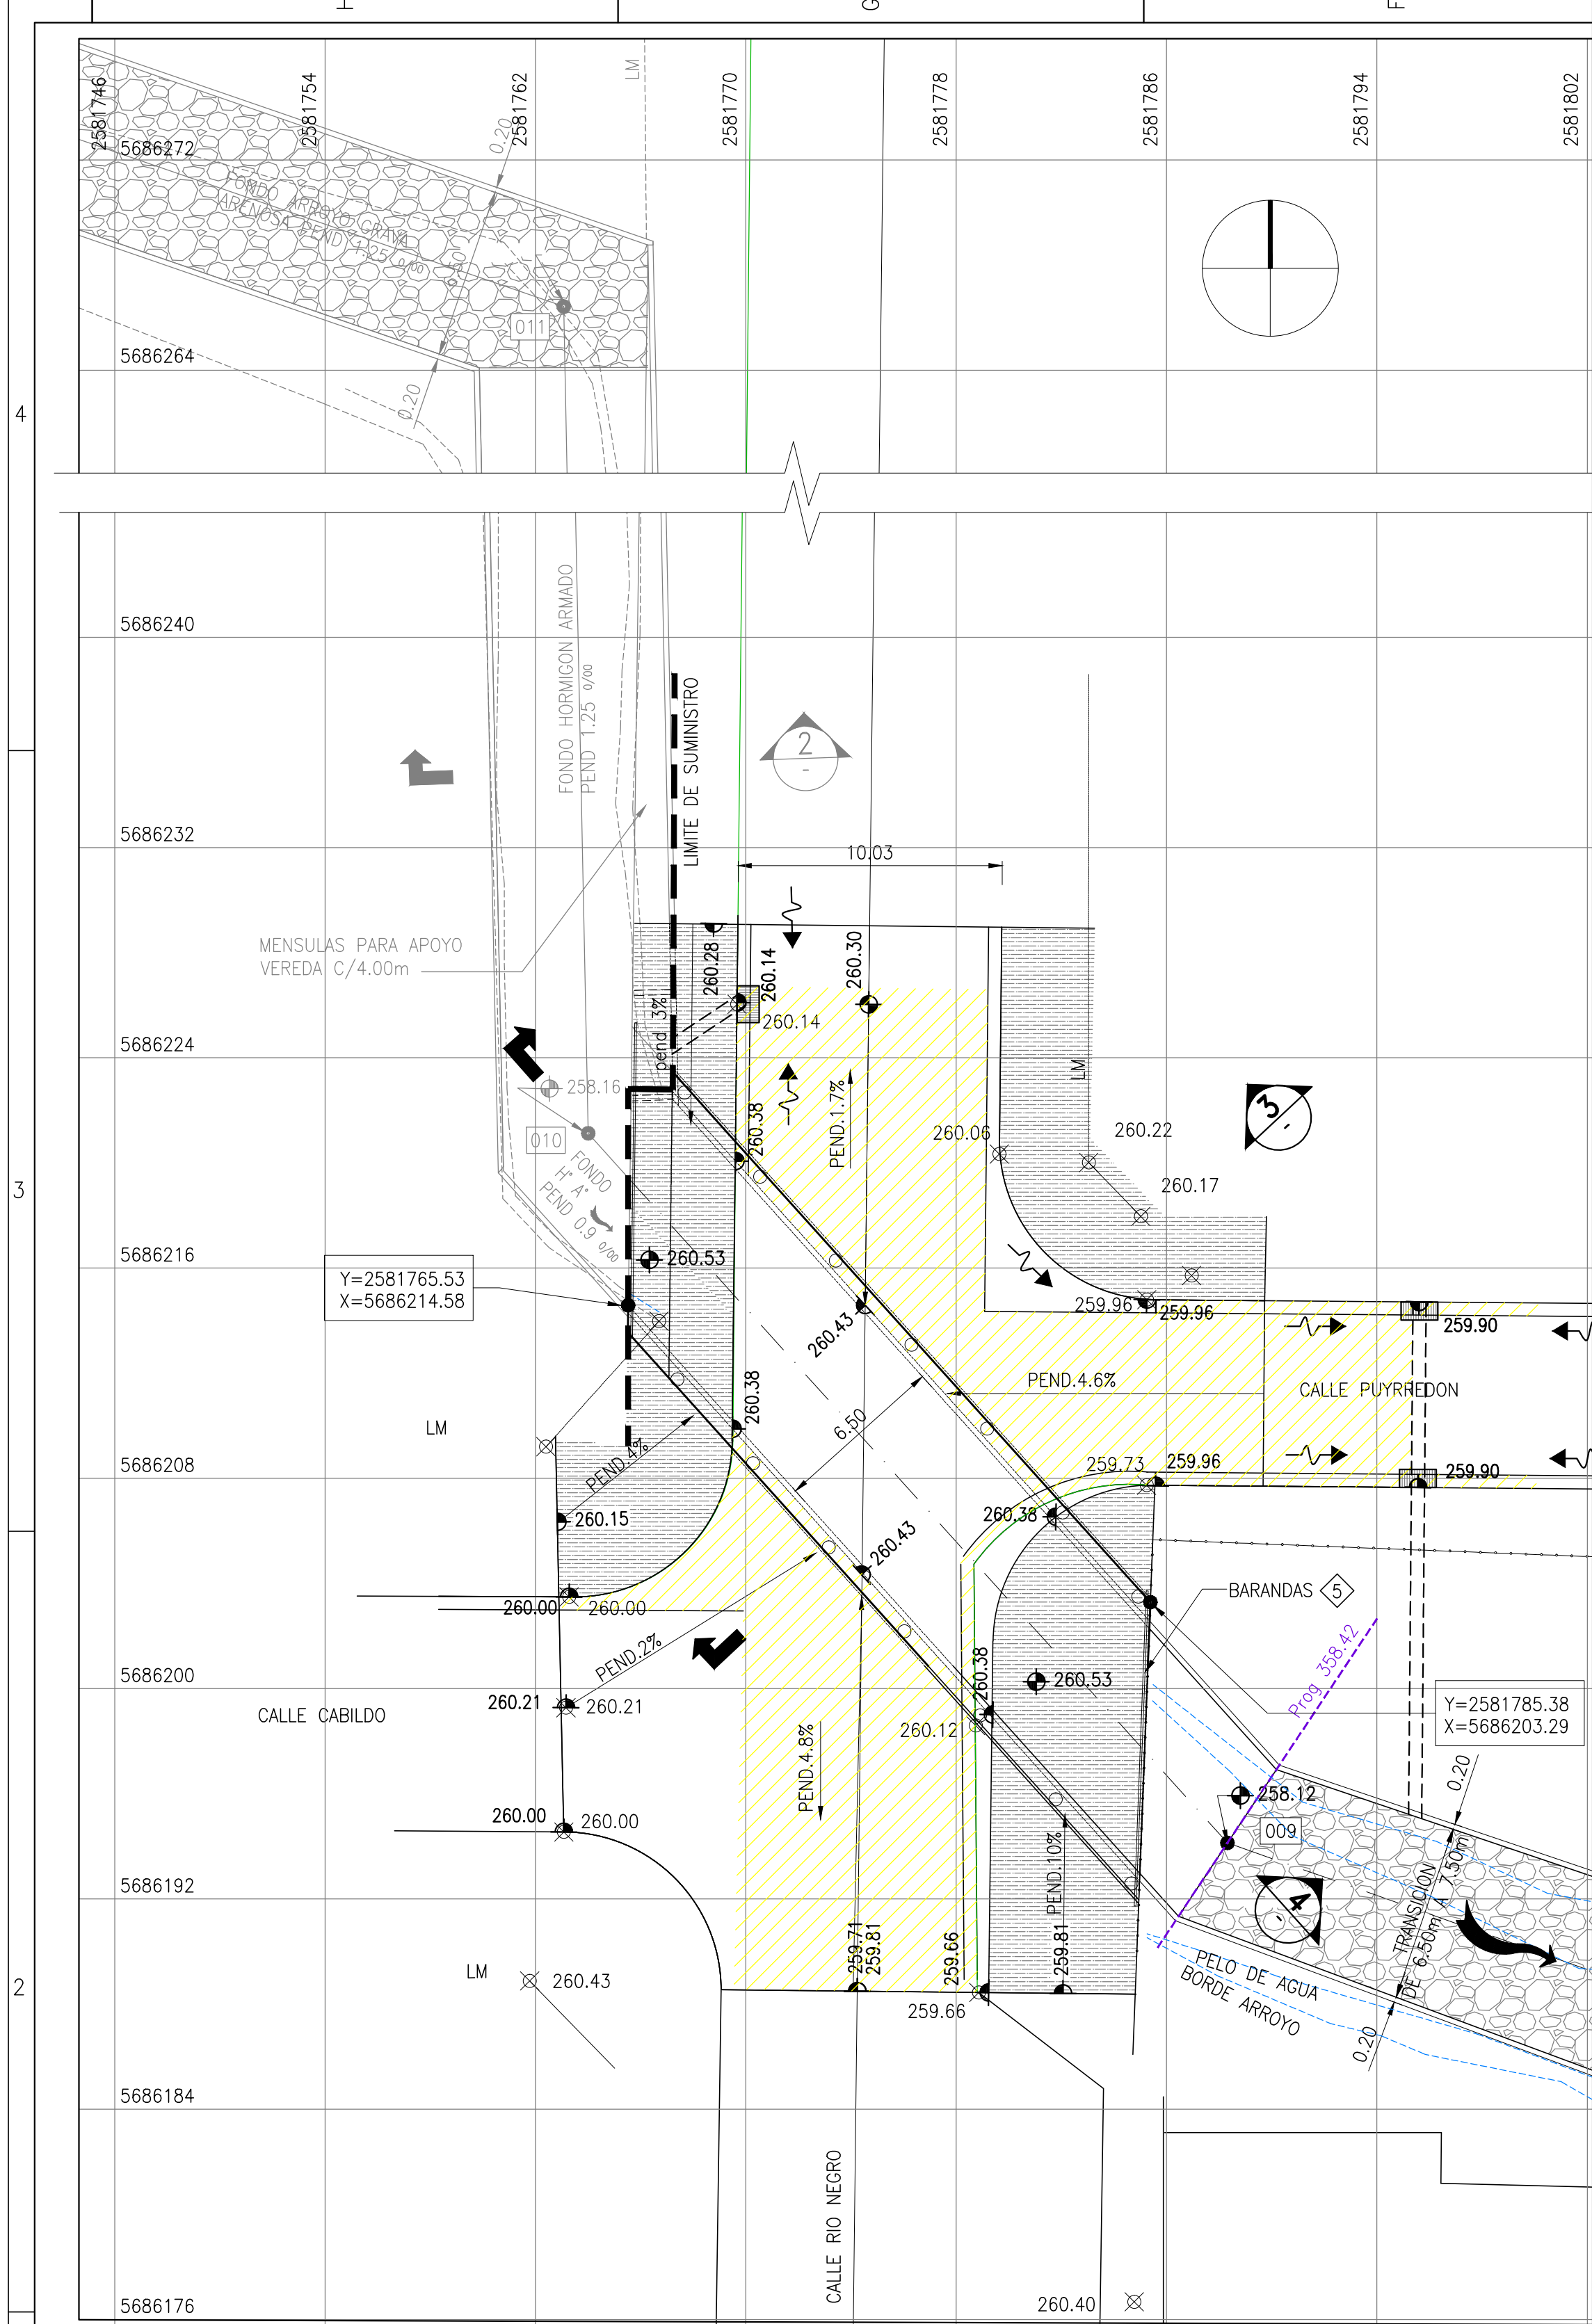 H
G
F
2581746
2581754
2581762
LM
2581770
2581778
2581786
2581794
2581802
5686272
0.20
FONDO ARROYO GRAVA
ARENOSA PEND 1.25 o/oo
011
5686264
0.20
4
5686240
FONDO HORMIGON ARMADO
PEND 1.25 o/oo
LIMITE DE SUMINISTRO
2
-
5686232
10.03
MENSULAS PARA APOYO
VEREDA C/4.00m
260.28
260.14
260.30
pend 3%
260.14
5686224
LM
258.16
PEND.1.7%
3
-
260.38
260.06
260.22
010
FONDO
H° A°
PEND 0.9 o/oo
260.17
3
5686216
260.53
Y=2581765.53
X=5686214.58
259.96
259.96
259.90
260.43
PEND.4.6%
CALLE PUYRREDON
260.38
6.50
LM
PEND.4%
5686208
259.73
259.96
259.90
260.15
260.38
260.43
BARANDAS 5
260.00
260.00
PEND.2%
Prog 358.42
5686200
260.38
260.53
260.21
260.21
CALLE CABILDO
260.12
Y=2581785.38
X=5686203.29
PEND.4.8%
0.20
258.12
009
260.00
260.00
TRANSICION
DE 6.50m A 7.50m
5686192
PEND.10%
4
-
259.71
259.81
259.66
259.81
LM
260.43
PELO DE AGUA
BORDE ARROYO
2
259.66
0.20
5686184
CALLE RIO NEGRO
5686176
260.40